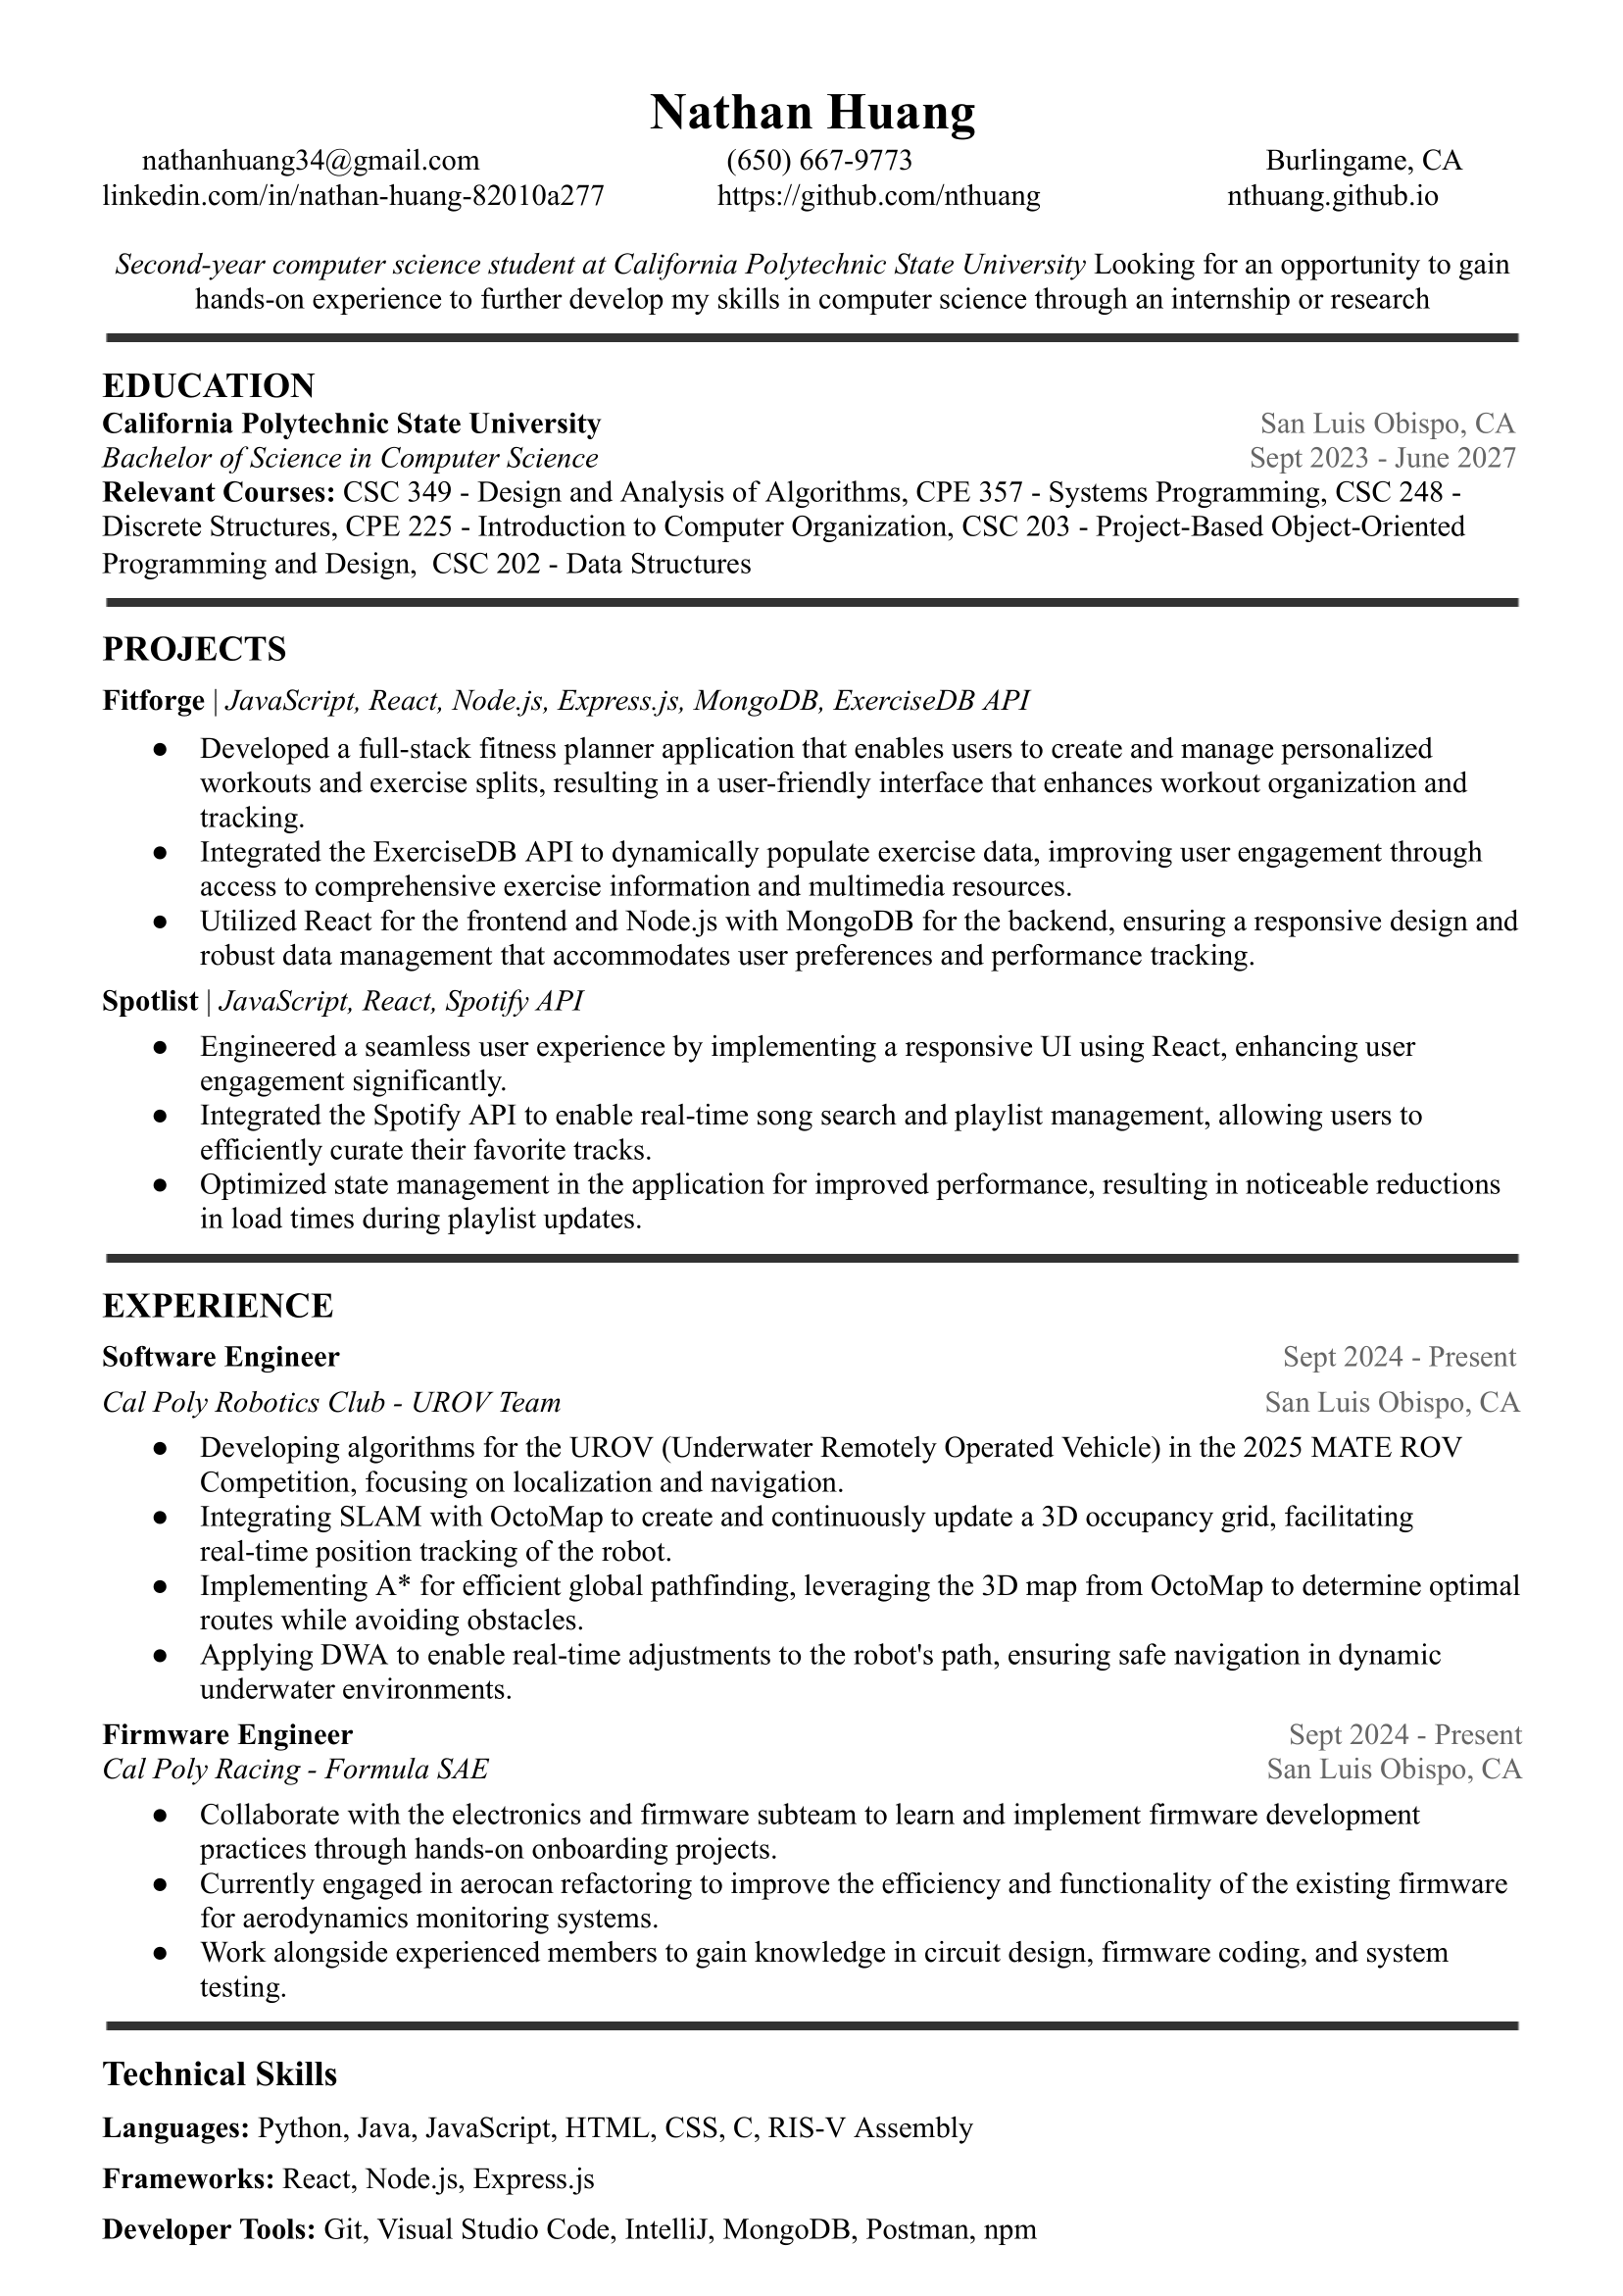 Nathan Huang
nathanhuang34@gmail.com (650) 667-9773 Burlingame, CA
linkedin.com/in/nathan-huang-82010a277 https://github.com/nthuang nthuang.github.io
Second-year computer science student at California Polytechnic State University Looking for an opportunity to gain
hands-on experience to further develop my skills in computer science through an internship or research
EDUCATION
California Polytechnic State University San Luis Obispo, CA
Bachelor of Science in Computer Science Sept 2023 - June 2027
Relevant Courses: CSC 349 - Design and Analysis of Algorithms, CPE 357 - Systems Programming, CSC 248 -
Discrete Structures, CPE 225 - Introduction to Computer Organization, CSC 203 - Project-Based Object-Oriented
Programming and Design, CSC 202 - Data Structures
PROJECTS
Fitforge | JavaScript, React, Node.js, Express.js, MongoDB, ExerciseDB API
● Developed a full-stack fitness planner application that enables users to create and manage personalized
workouts and exercise splits, resulting in a user-friendly interface that enhances workout organization and
tracking.
● Integrated the ExerciseDB API to dynamically populate exercise data, improving user engagement through
access to comprehensive exercise information and multimedia resources.
● Utilized React for the frontend and Node.js with MongoDB for the backend, ensuring a responsive design and
robust data management that accommodates user preferences and performance tracking.
Spotlist | JavaScript, React, Spotify API
● Engineered a seamless user experience by implementing a responsive UI using React, enhancing user
engagement significantly.
● Integrated the Spotify API to enable real-time song search and playlist management, allowing users to
efficiently curate their favorite tracks.
● Optimized state management in the application for improved performance, resulting in noticeable reductions
in load times during playlist updates.
EXPERIENCE
Software Engineer Sept 2024 - Present
Cal Poly Robotics Club - UROV Team San Luis Obispo, CA
● Developing algorithms for the UROV (Underwater Remotely Operated Vehicle) in the 2025 MATE ROV
Competition, focusing on localization and navigation.
● Integrating SLAM with OctoMap to create and continuously update a 3D occupancy grid, facilitating
real-time position tracking of the robot.
● Implementing A* for efficient global pathfinding, leveraging the 3D map from OctoMap to determine optimal
routes while avoiding obstacles.
● Applying DWA to enable real-time adjustments to the robot's path, ensuring safe navigation in dynamic
underwater environments.
Firmware Engineer Sept 2024 - Present
Cal Poly Racing - Formula SAE San Luis Obispo, CA
● Collaborate with the electronics and firmware subteam to learn and implement firmware development
practices through hands-on onboarding projects.
● Currently engaged in aerocan refactoring to improve the efficiency and functionality of the existing firmware
for aerodynamics monitoring systems.
● Work alongside experienced members to gain knowledge in circuit design, firmware coding, and system
testing.
Technical Skills
Languages: Python, Java, JavaScript, HTML, CSS, C, RIS-V Assembly
Frameworks: React, Node.js, Express.js
Developer Tools: Git, Visual Studio Code, IntelliJ, MongoDB, Postman, npm